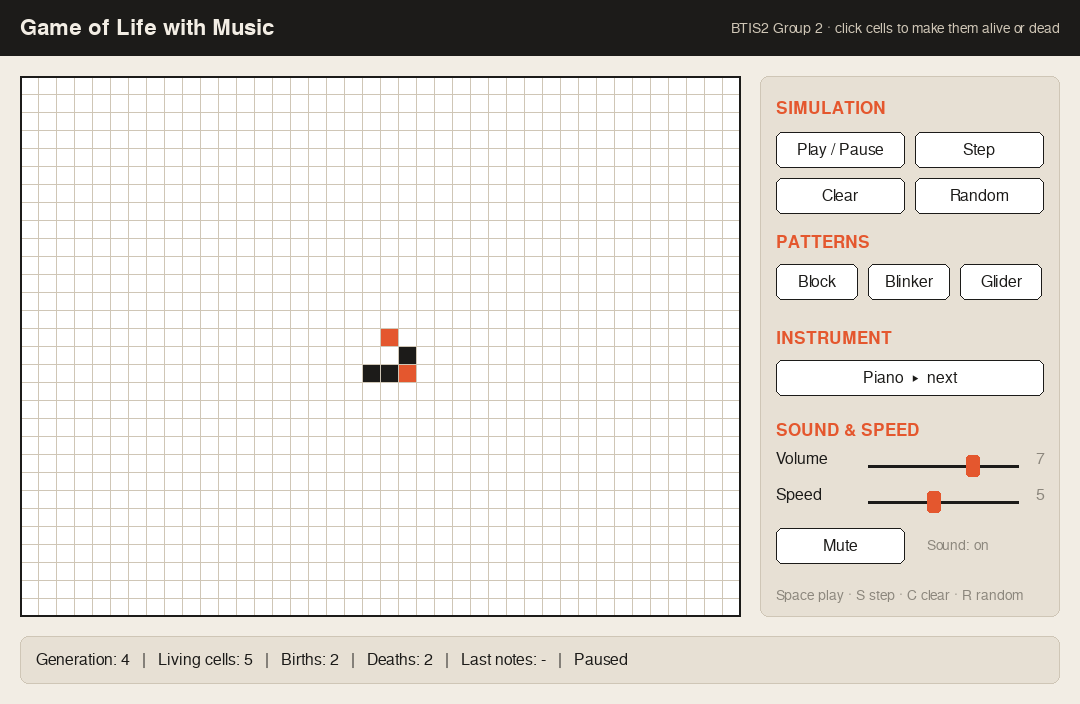 Game of Life with Music
BTIS2 Group 2 · click cells to make them alive or dead
SIMULATION
Play / Pause
Step
Clear
Random
PATTERNS
Block
Blinker
Glider
INSTRUMENT
Piano ▸ next
SOUND & SPEED
Volume
7
Speed
5
Mute
Sound: on
Space play · S step · C clear · R random
Generation: 4 | Living cells: 5 | Births: 2 | Deaths: 2 | Last notes: - | Paused